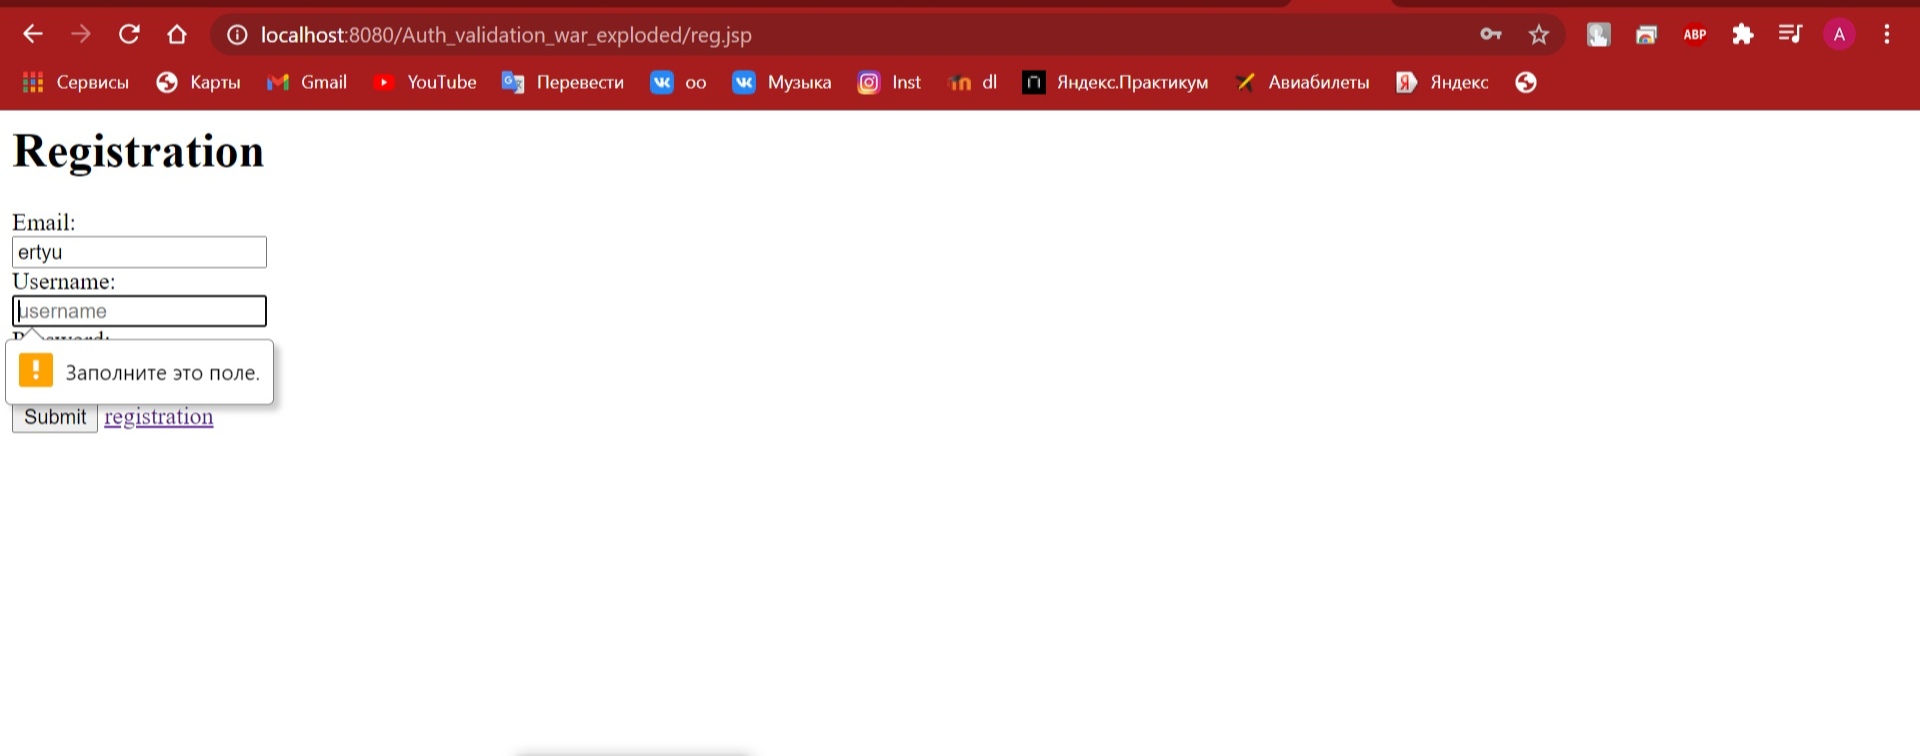 localhost:8080/Auth_validation_war_exploded/reg.jsp
ABP
A
Сервисы Карты Gmail YouTube Перевести oo Музыка Inst dl Яндекс.Практикум Авиабилеты Яндекс
Registration
Email:
ertyu
Username:
username
Заполните это поле.
Submit registration